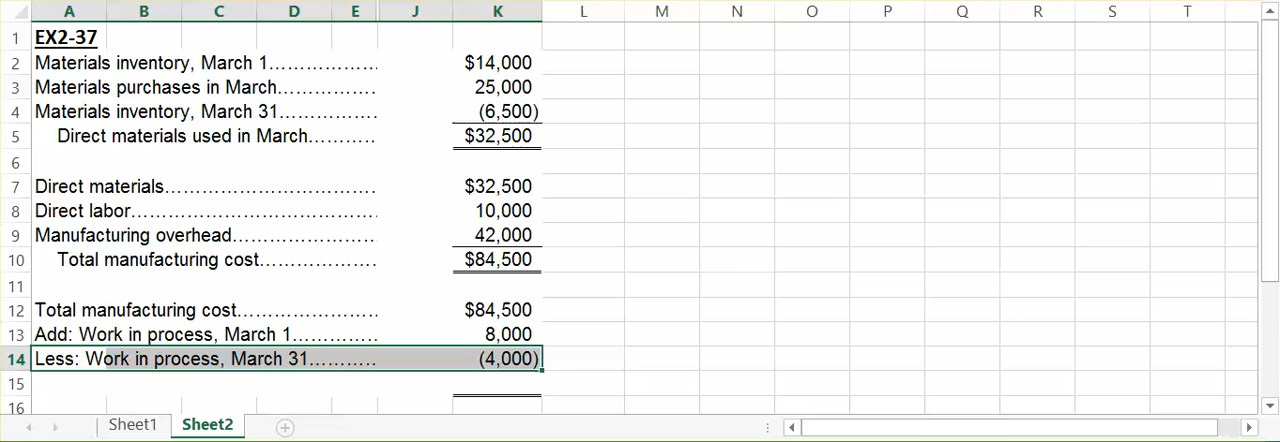 A B C D E J K L M N O P Q R S T
1 EX2-37
2 Materials inventory, March 1……………….. $14,000
3 Materials purchases in March……………. 25,000
4 Materials inventory, March 31……………. (6,500)
5 Direct materials used in March……….. $32,500
6
7 Direct materials……………………………. $32,500
8 Direct labor…………………………………. 10,000
9 Manufacturing overhead………………….. 42,000
10 Total manufacturing cost………………. $84,500
11
12 Total manufacturing cost………………….. $84,500
13 Add: Work in process, March 1………….. 8,000
14 Less: Work in process, March 31……….. (4,000)
15
16
Sheet1 Sheet2